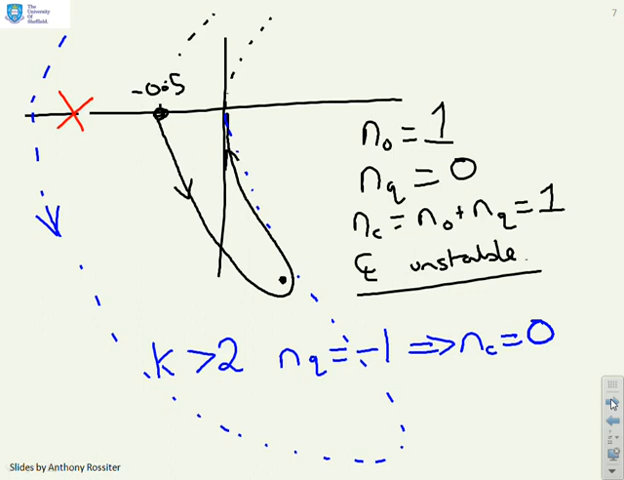 The
University
Of
Sheffield.
7
-0.5
n₀ = 1
n_q = 0
n_c = n₀ + n_q = 1
CL unstable.
k > 2 n_q = -1 ⇒ n_c = 0
Slides by Anthony Rossiter